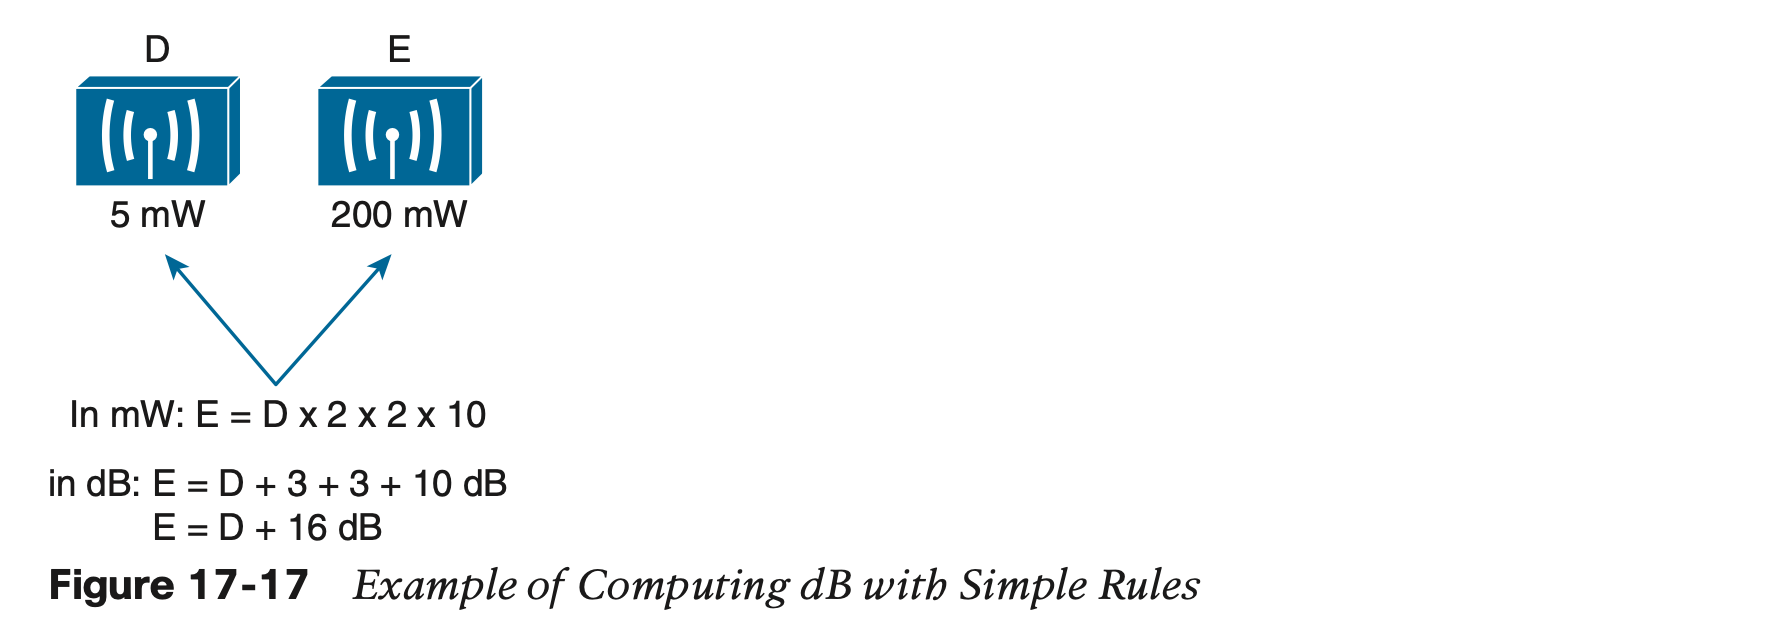 D
E
5 mW
200 mW
In mW: E = D x 2 x 2 x 10
in dB: E = D + 3 + 3 + 10 dB
E = D + 16 dB
Figure 17-17 Example of Computing dB with Simple Rules